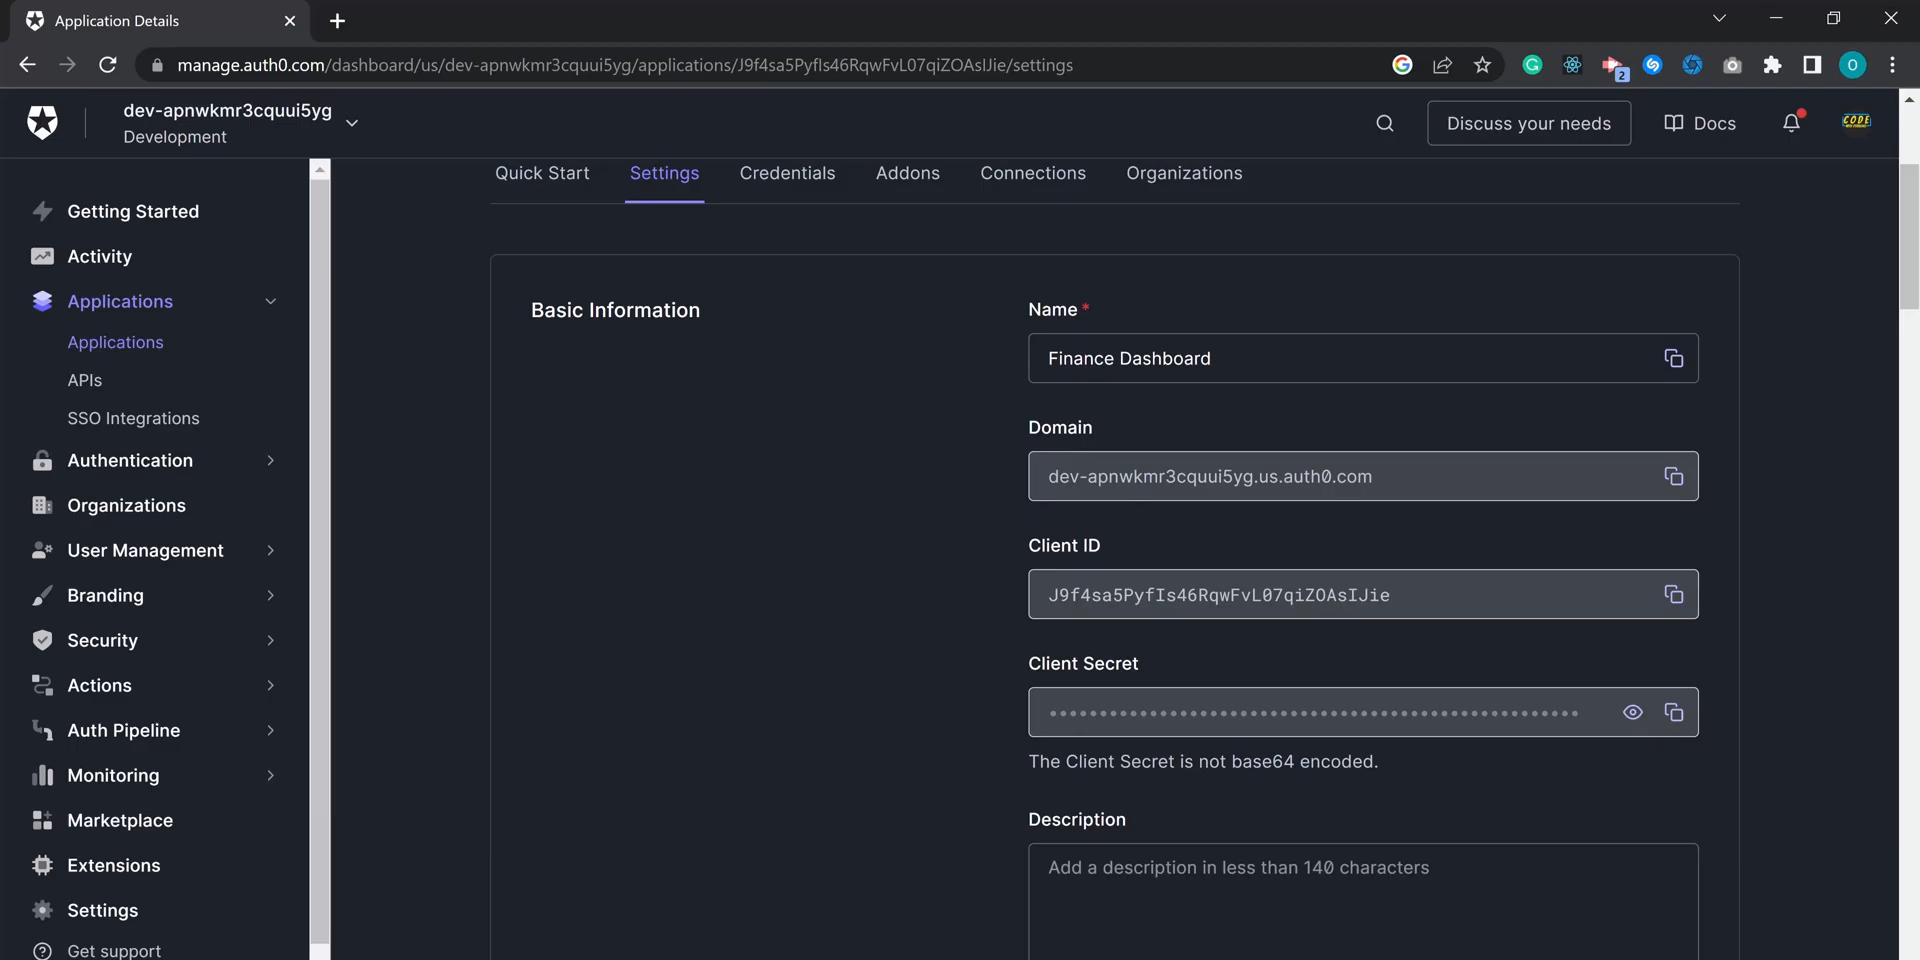 Application Details
manage.auth0.com/dashboard/us/dev-apnwkmr3cquui5yg/applications/J9f4sa5PyfIs46RqwFvL07qiZOAsIJie/settings
2
O
dev-apnwkmr3cquui5yg
Development
Discuss your needs
Docs
CODE
Quick Start
Settings
Credentials
Addons
Connections
Organizations
Getting Started
Activity
Applications
Applications
APIs
SSO Integrations
Authentication
Organizations
User Management
Branding
Security
Actions
Auth Pipeline
Monitoring
Marketplace
Extensions
Settings
Get support
Basic Information
Name *
Finance Dashboard
Domain
dev-apnwkmr3cquui5yg.us.auth0.com
Client ID
J9f4sa5PyfIs46RqwFvL07qiZOAsIJie
Client Secret
The Client Secret is not base64 encoded.
Description
Add a description in less than 140 characters